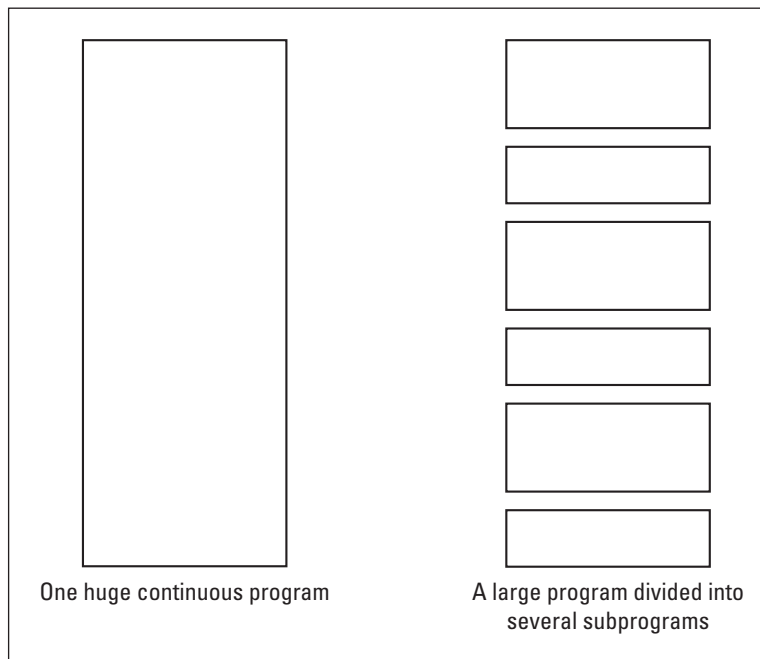 One huge continuous program
A large program divided into
several subprograms